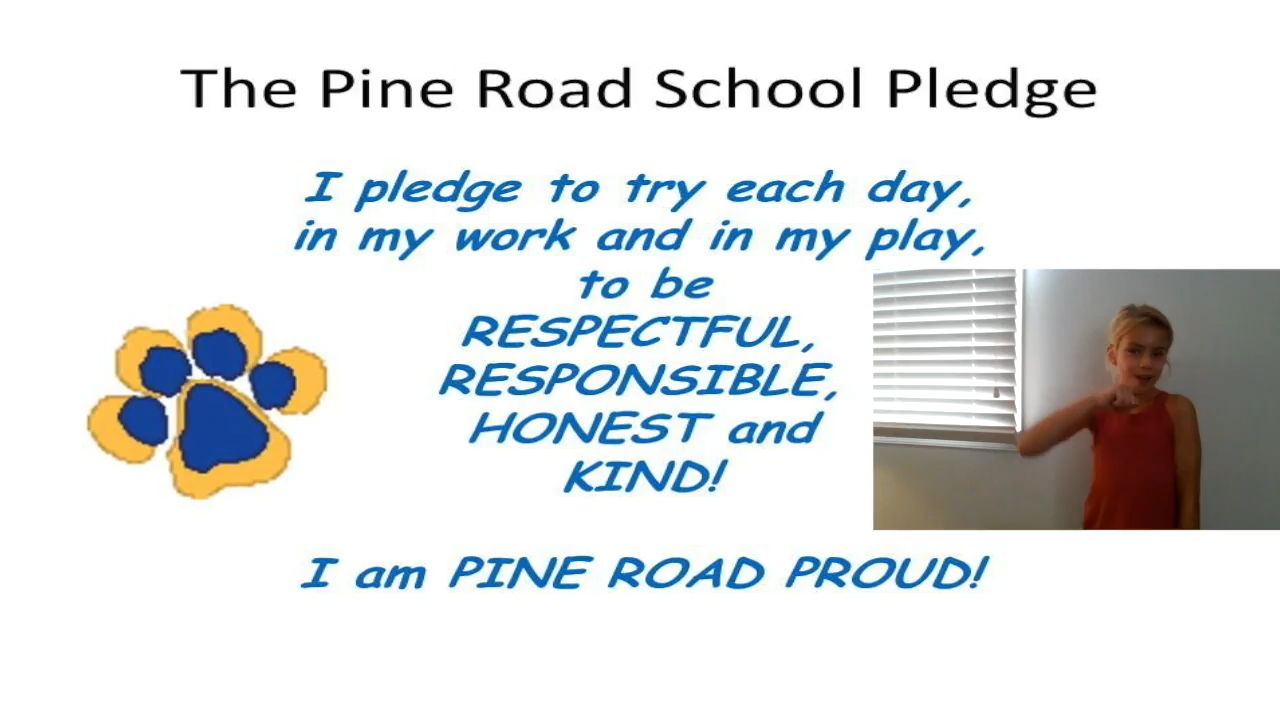 The Pine Road School Pledge
I pledge to try each day,
in my work and in my play,
to be
RESPECTFUL,
RESPONSIBLE,
HONEST and
KIND!
I am PINE ROAD PROUD!